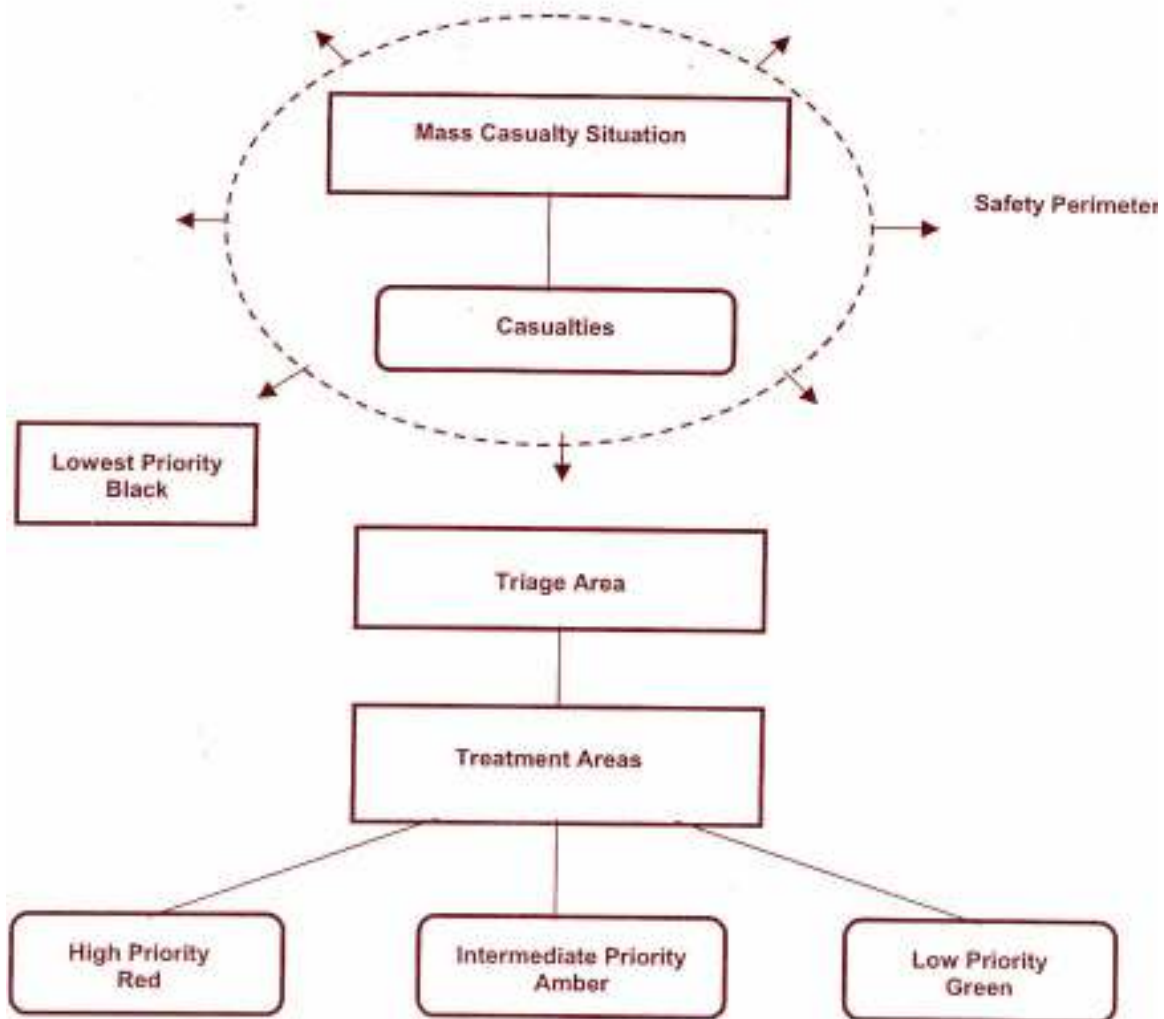 Mass Casualty Situation
Safety Perimeter
Casualties
Lowest Priority
Black
Triage Area
Treatment Areas
High Priority
Red
Intermediate Priority
Amber
Low Priority
Green